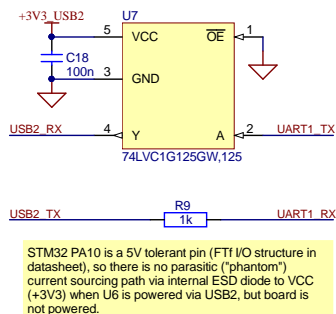 +3V3_USB2
U7
5 VCC OE 1
C18
100n
3 GND
USB2_RX 4 Y A 2 UART1_TX
74LVC1G125GW,125
R9
USB2_TX 1k UART1_RX
STM32 PA10 is a 5V tolerant pin (FTf I/O structure in
datasheet), so there is no parasitic ("phantom")
current sourcing path via internal ESD diode to VCC
(+3V3) when U6 is powered via USB2, but board is
not powered.